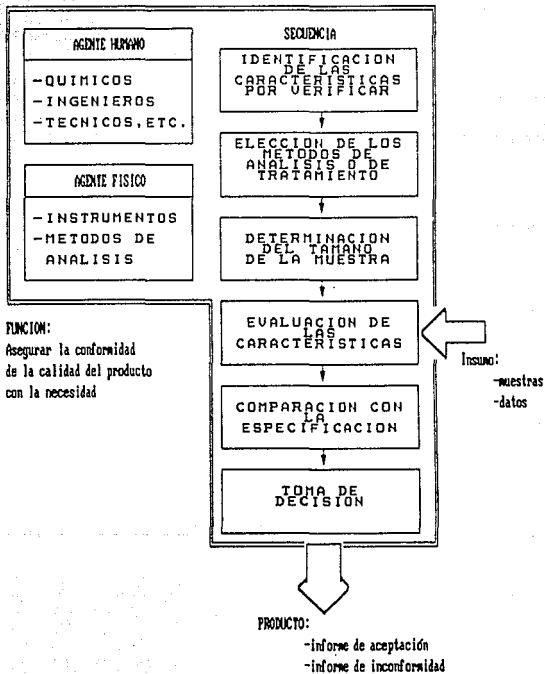 AGENTE HUMANO
-QUIMICOS
-INGENIEROS
-TECNICOS, ETC.
AGENTE FISICO
-INSTRUMENTOS
-METODOS DE
ANALISIS
SECUENCIA
IDENTIFICACION
DE LAS
CARACTERISTICAS
POR VERIFICAR
ELECCION DE LOS
METODOS DE
ANALISIS O DE
TRATAMIENTO
DETERMINACION
DEL TAMANO
DE LA MUESTRA
EVALUACION DE
LAS
CARACTERISTICAS
COMPARACION CON
LA
ESPECIFICACION
TOMA DE
DECISION
FUNCION:
Asegurar la conformidad
de la calidad del producto
con la necesidad
Insumo:
-muestras
-datos
PRODUCTO:
-informe de aceptación
-informe de inconformidad